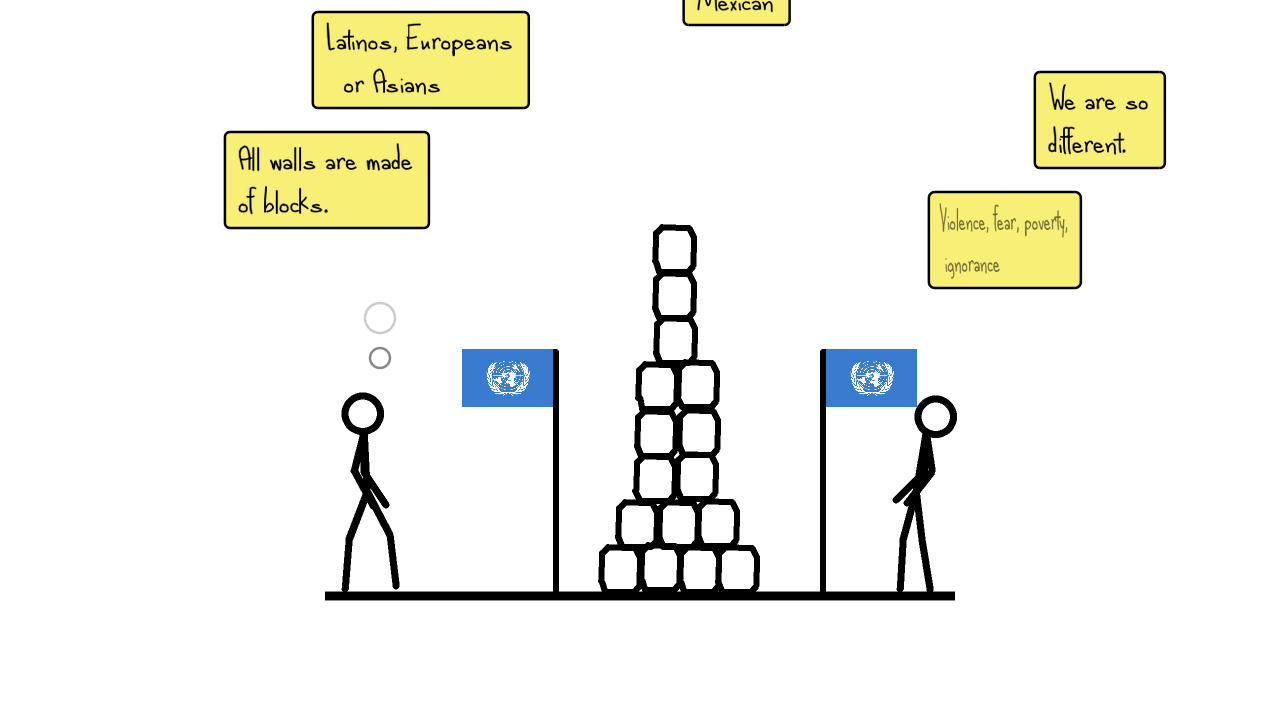 Mexican
Latinos, Europeans
or Asians
We are so
different.
All walls are made
of blocks.
Violence, fear, poverty,
ignorance